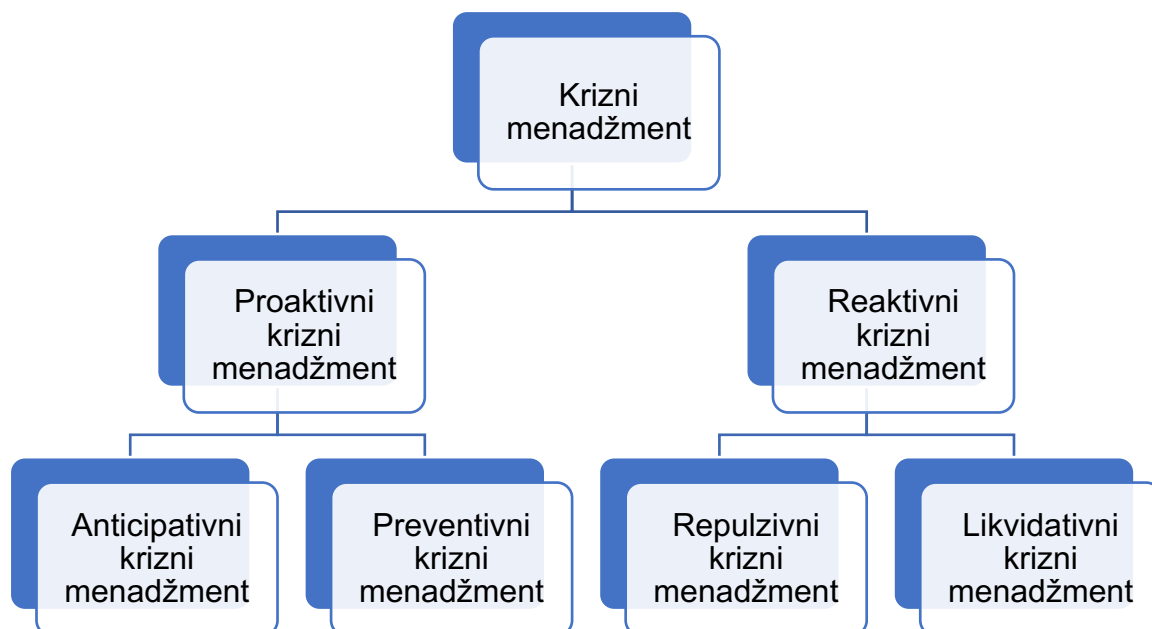 Krizni
menadžment
Proaktivni
krizni
menadžment
Reaktivni
krizni
menadžment
Anticipativni
krizni
menadžment
Preventivni
krizni
menadžment
Repulzivni
krizni
menadžment
Likvidativni
krizni
menadžment